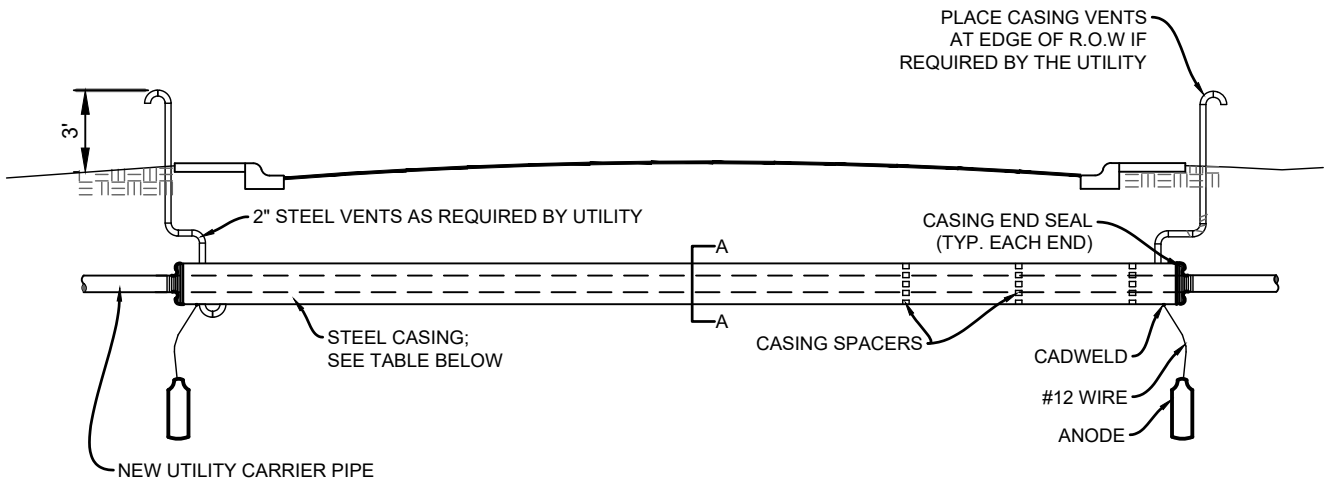 PLACE CASING VENTS
AT EDGE OF R.O.W IF
REQUIRED BY THE UTILITY
3'
2" STEEL VENTS AS REQUIRED BY UTILITY
CASING END SEAL
(TYP. EACH END)
A
A
STEEL CASING;
SEE TABLE BELOW
CASING SPACERS
CADWELD
#12 WIRE
ANODE
NEW UTILITY CARRIER PIPE